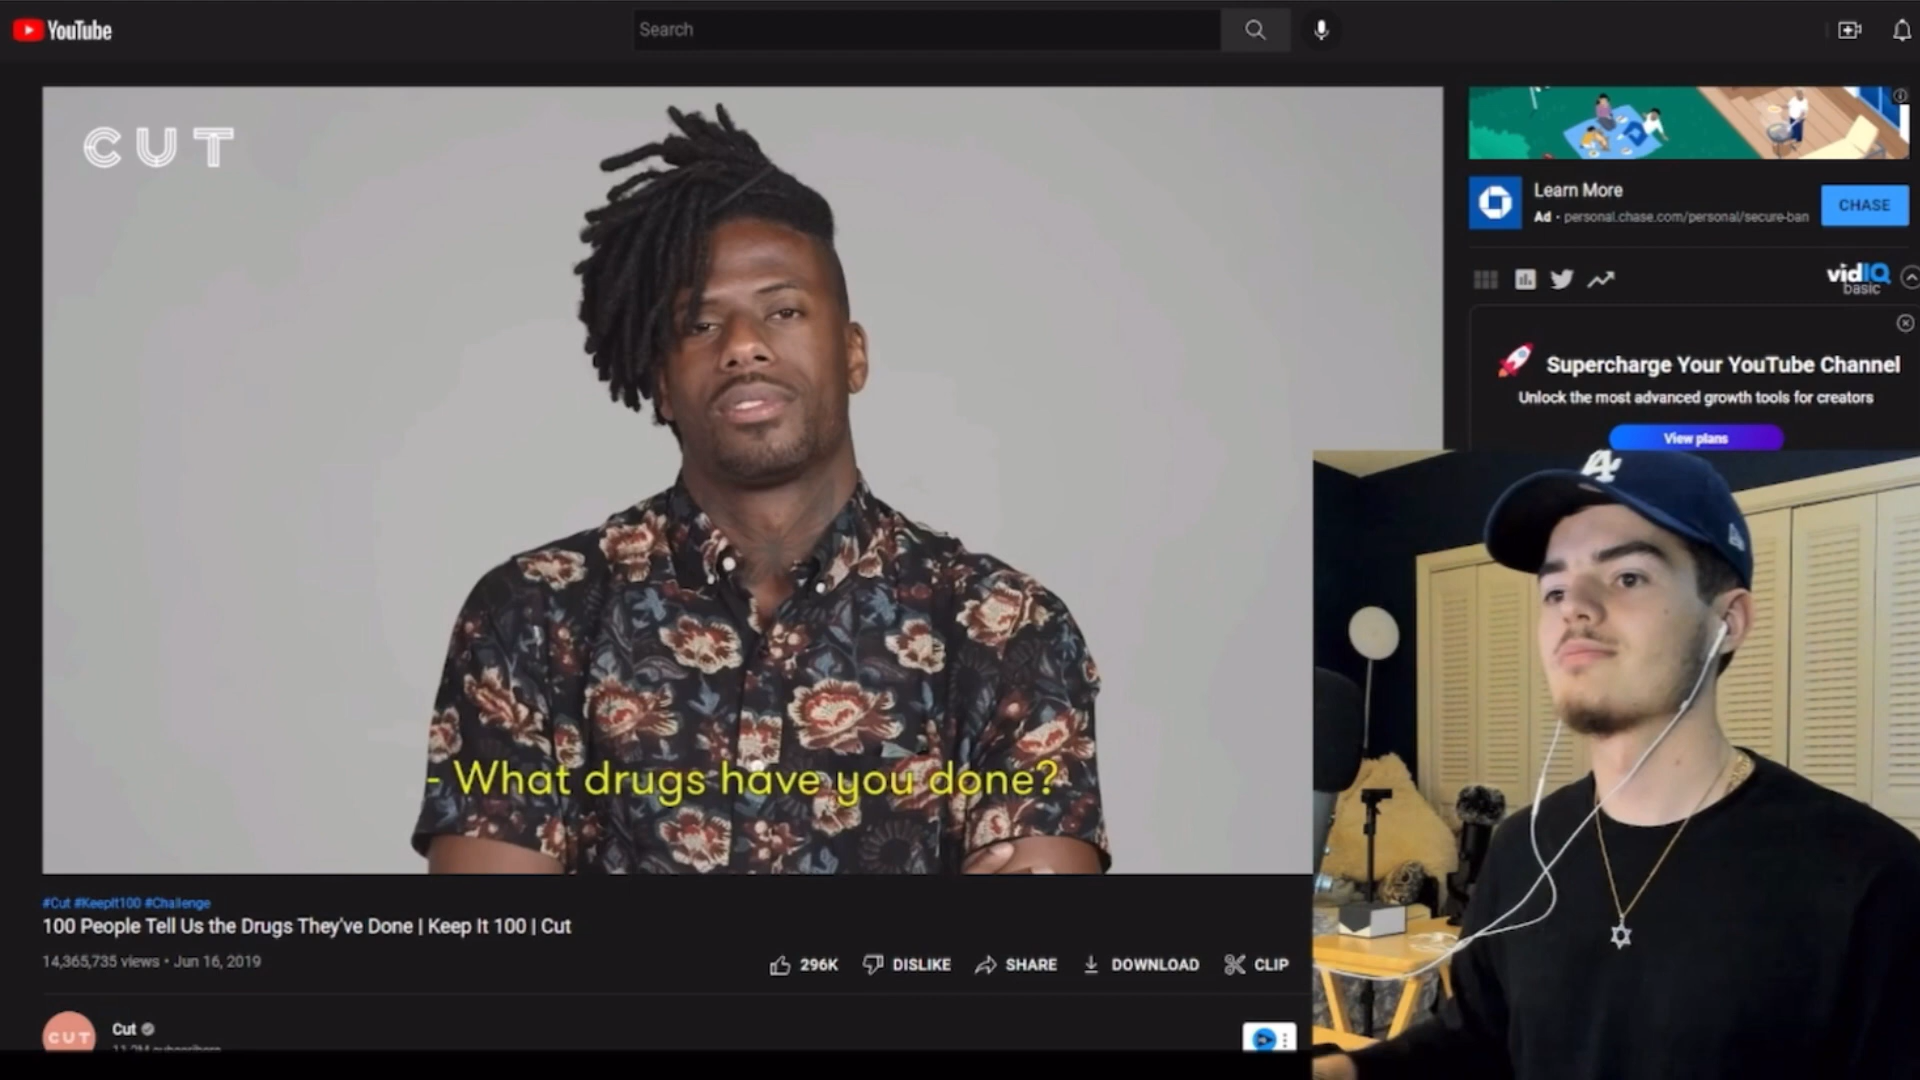 YouTube
Search
CUT
Learn More
Ad • personal.chase.com/personal/secure-ban
CHASE
vidIQ
basic
Supercharge Your YouTube Channel
Unlock the most advanced growth tools for creators
View plans
- What drugs have you done?
#Cut #KeepIt100 #Challenge
100 People Tell Us the Drugs They've Done | Keep It 100 | Cut
14,365,735 views • Jun 16, 2019
296K
DISLIKE
SHARE
DOWNLOAD
CLIP
CUT
Cut